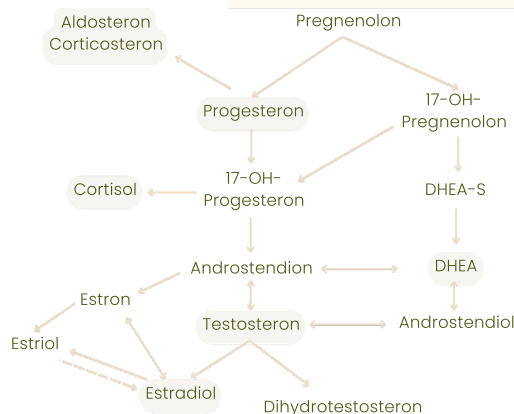 Aldosteron
Corticosteron
Pregnenolon
Progesteron
17-OH-
Pregnenolon
Cortisol
17-OH-
Progesteron
DHEA-S
Androstendion
DHEA
Estron
Testosteron
Androstendiol
Estriol
Estradiol
Dihydrotestosteron